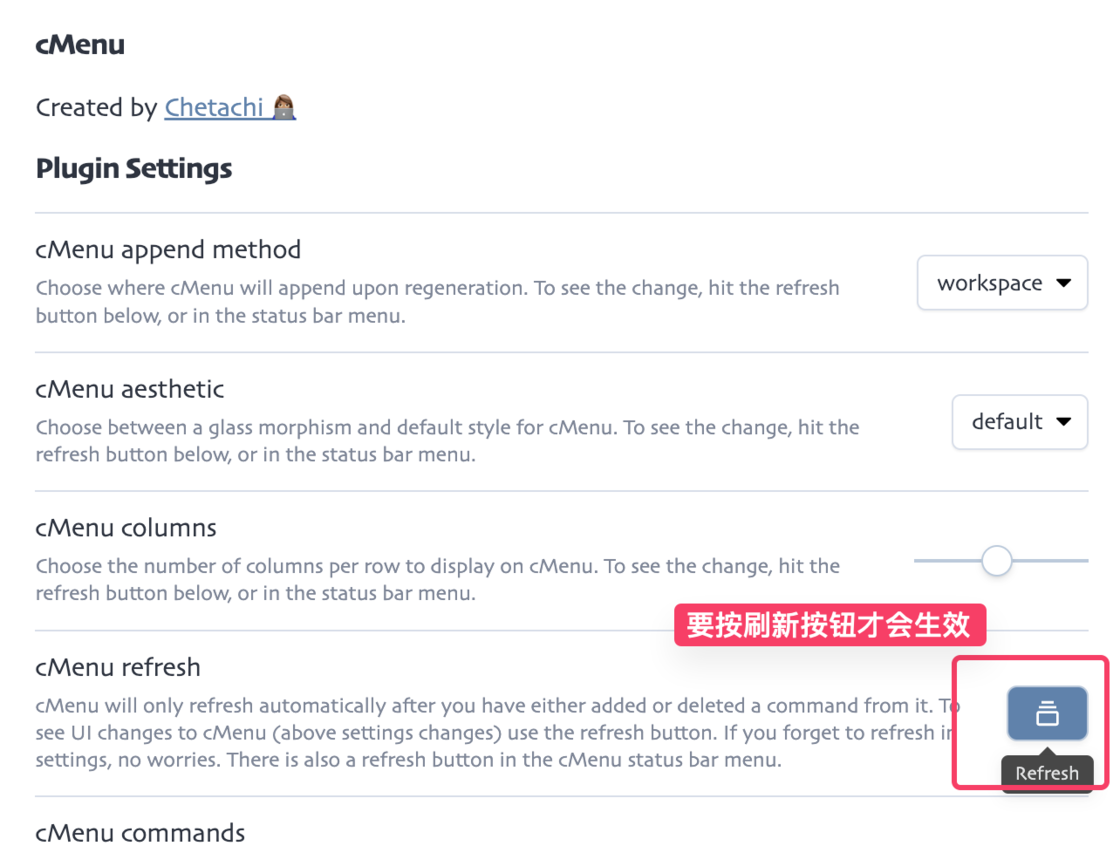 cMenu
Created by Chetachi 👩🏽‍💻
Plugin Settings
cMenu append method
Choose where cMenu will append upon regeneration. To see the change, hit the refresh
button below, or in the status bar menu.
workspace
cMenu aesthetic
Choose between a glass morphism and default style for cMenu. To see the change, hit the
refresh button below, or in the status bar menu.
default
cMenu columns
Choose the number of columns per row to display on cMenu. To see the change, hit the
refresh button below, or in the status bar menu.
要按刷新按钮才会生效
cMenu refresh
cMenu will only refresh automatically after you have either added or deleted a command from it. To
see UI changes to cMenu (above settings changes) use the refresh button. If you forget to refresh in
settings, no worries. There is also a refresh button in the cMenu status bar menu.
Refresh
cMenu commands